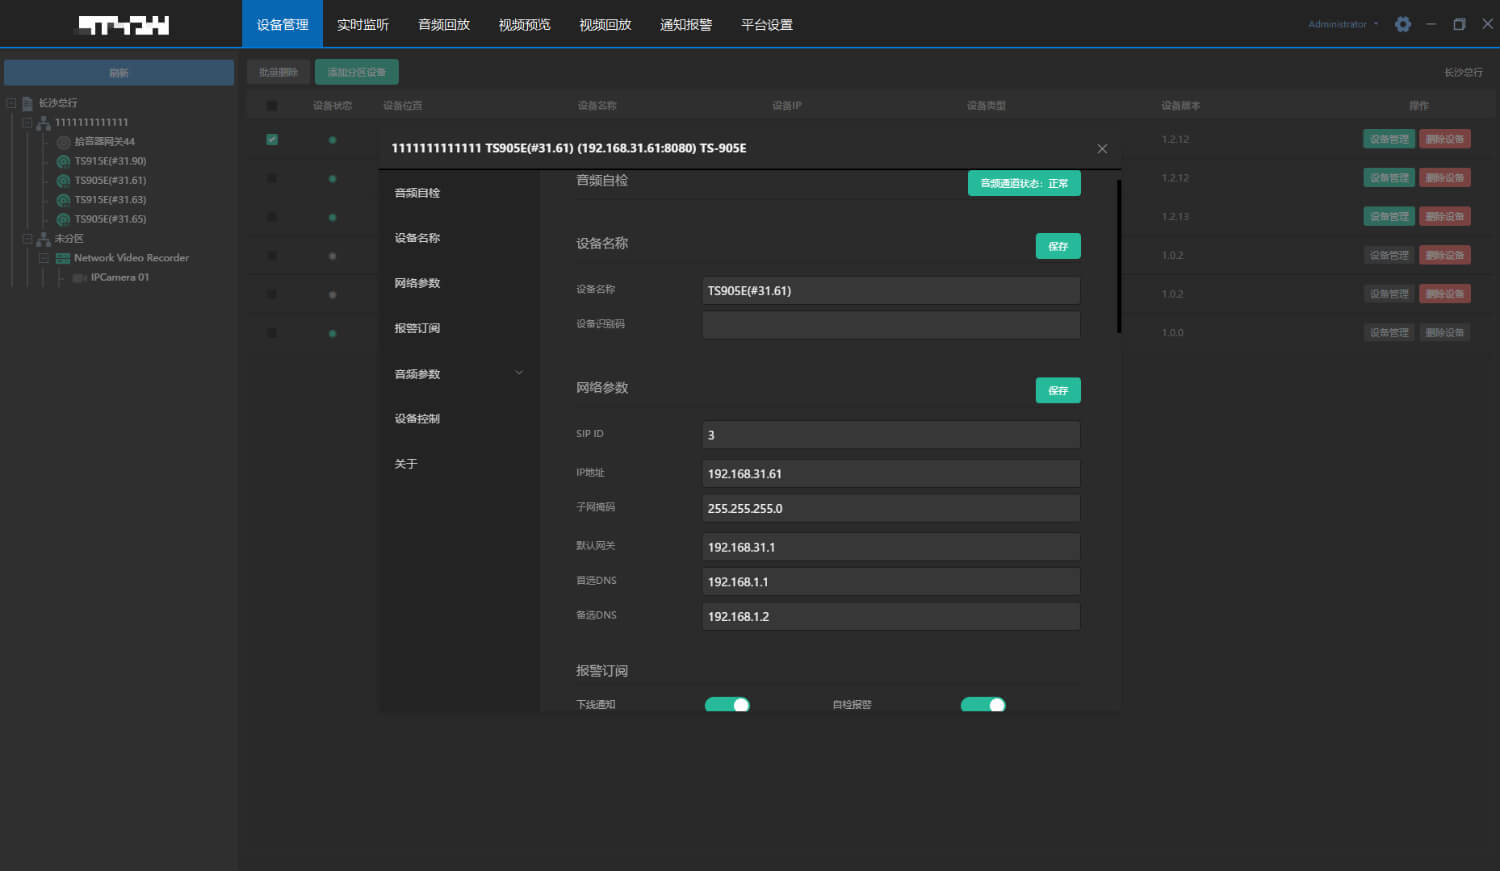 设备管理 实时监听 音频回放 视频预览 视频回放 通知报警 平台设置 Administrator
刷新 批量删除 添加分区设备 长沙总行
长沙总行
1111111111111
拾音器网关44
TS915E(#31.90)
TS905E(#31.61)
TS915E(#31.63)
TS905E(#31.65)
未分区
Network Video Recorder
IPCamera 01
设备状态 设备位置 设备名称 设备IP 设备类型 设备版本 操作
1.2.12 设备管理 删除设备
1.2.12 设备管理 删除设备
1.2.13 设备管理 删除设备
1.0.2 设备管理 删除设备
1.0.2 设备管理 删除设备
1.0.0 设备管理 删除设备
1111111111111 TS905E(#31.61) (192.168.31.61:8080) TS-905E
音频自检
设备名称
网络参数
报警订阅
音频参数
设备控制
关于
音频自检 音频通道状态：正常
设备名称 保存
设备名称 TS905E(#31.61)
设备识别码
网络参数 保存
SIP ID 3
IP地址 192.168.31.61
子网掩码 255.255.255.0
默认网关 192.168.31.1
首选DNS 192.168.1.1
备选DNS 192.168.1.2
报警订阅
下线通知 自检报警